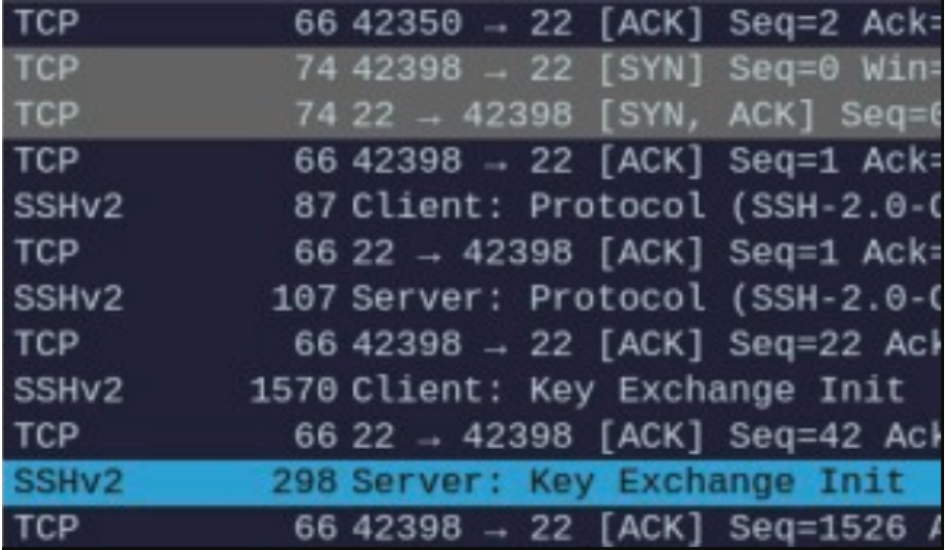 TCP 66 42350 → 22 [ACK] Seq=2 Ack=
TCP 74 42398 → 22 [SYN] Seq=0 Win=
TCP 74 22 → 42398 [SYN, ACK] Seq=0
TCP 66 42398 → 22 [ACK] Seq=1 Ack=
SSHv2 87 Client: Protocol (SSH-2.0-
TCP 66 22 → 42398 [ACK] Seq=1 Ack=
SSHv2 107 Server: Protocol (SSH-2.0-
TCP 66 42398 → 22 [ACK] Seq=22 Ack
SSHv2 1570 Client: Key Exchange Init
TCP 66 22 → 42398 [ACK] Seq=42 Ack
SSHv2 298 Server: Key Exchange Init
TCP 66 42398 → 22 [ACK] Seq=1526